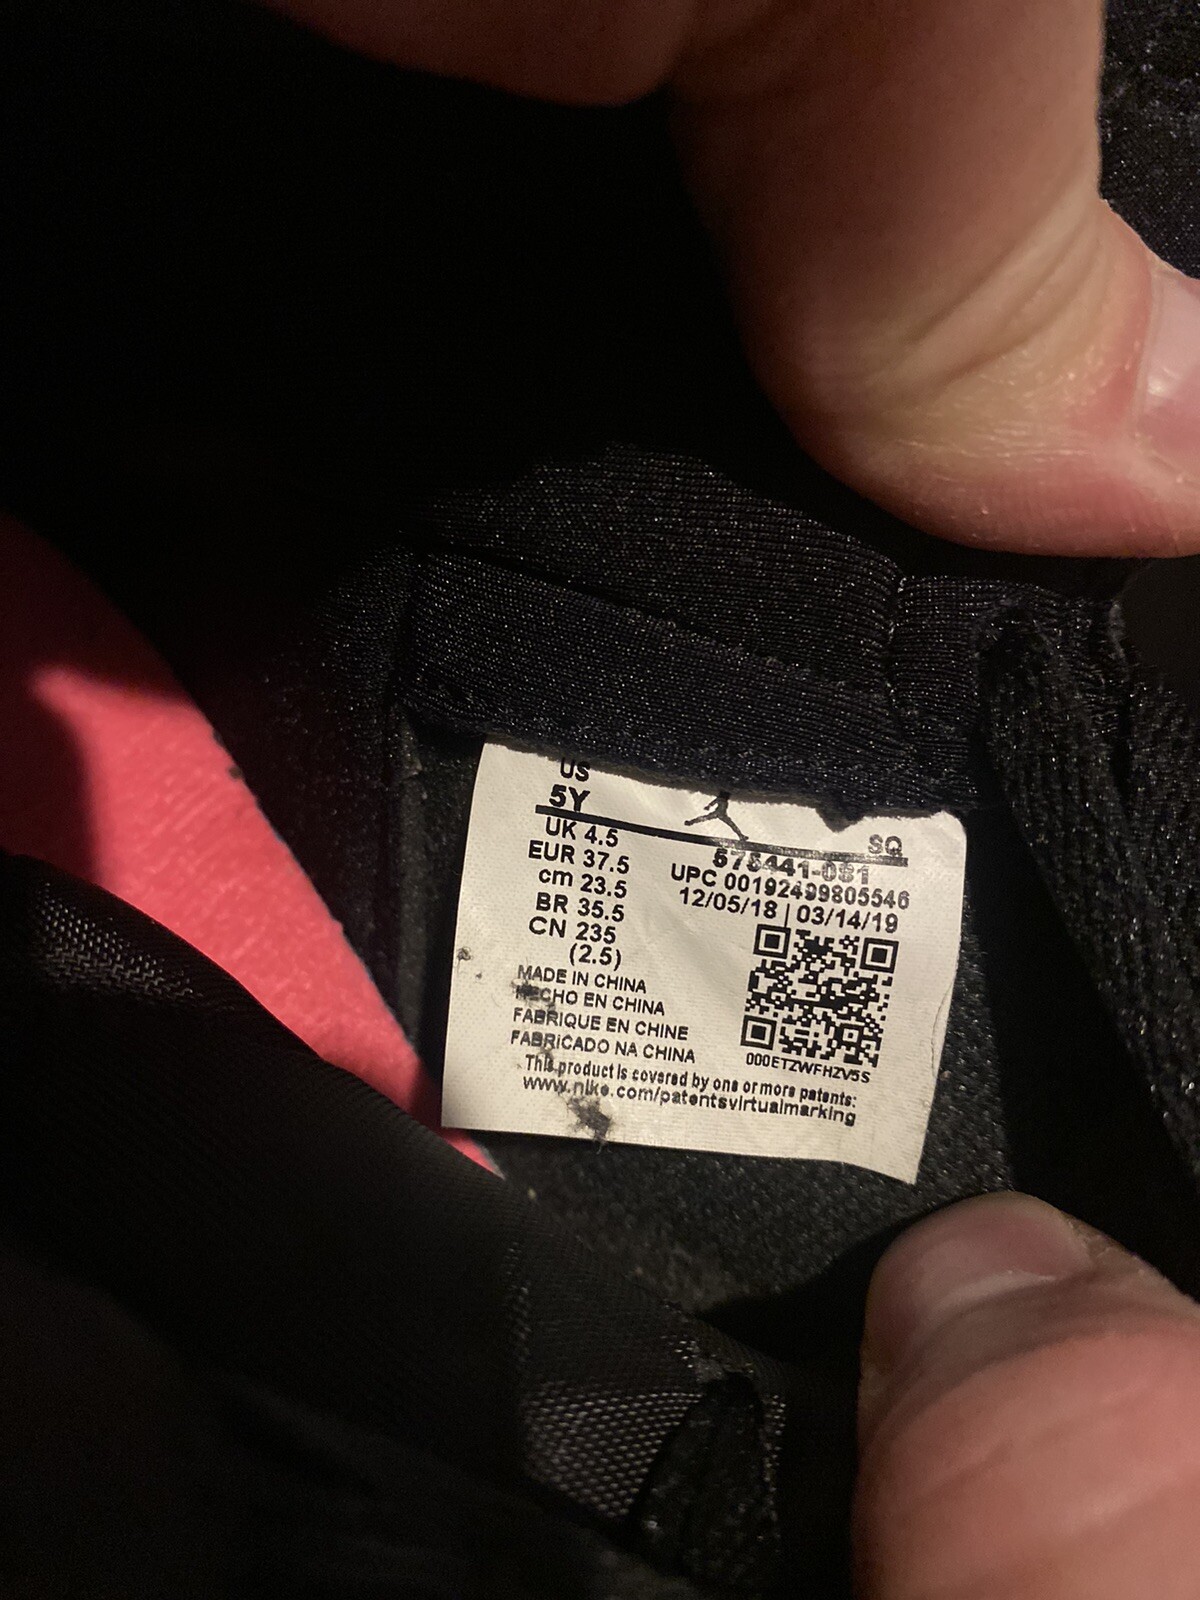 US
5Y
SQ
UK 4.5
575441-081
EUR 37.5
UPC 00192499805546
cm 23.5
12/05/18 | 03/14/19
BR 35.5
CN 235
(2.5)
MADE IN CHINA
HECHO EN CHINA
FABRIQUE EN CHINE
FABRICADO NA CHINA
000ETZWFHZV5S
This product is covered by one or more patents:
www.nike.com/patentsvirtualmarking